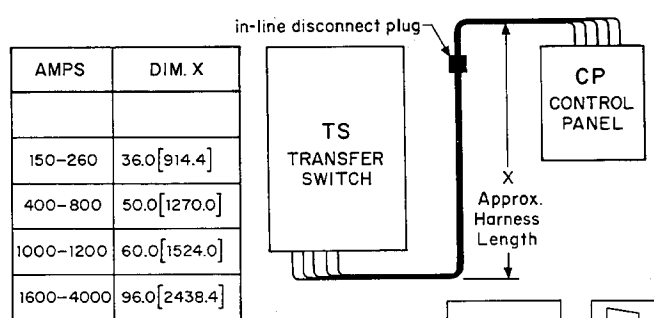 in-line disconnect plug
AMPS DIM. X
150-260 36.0[914.4]
400-800 50.0[1270.0]
1000-1200 60.0[1524.0]
1600-4000 96.0[2438.4]
TS
TRANSFER
SWITCH
CP
CONTROL
PANEL
X
Approx.
Harness
Length